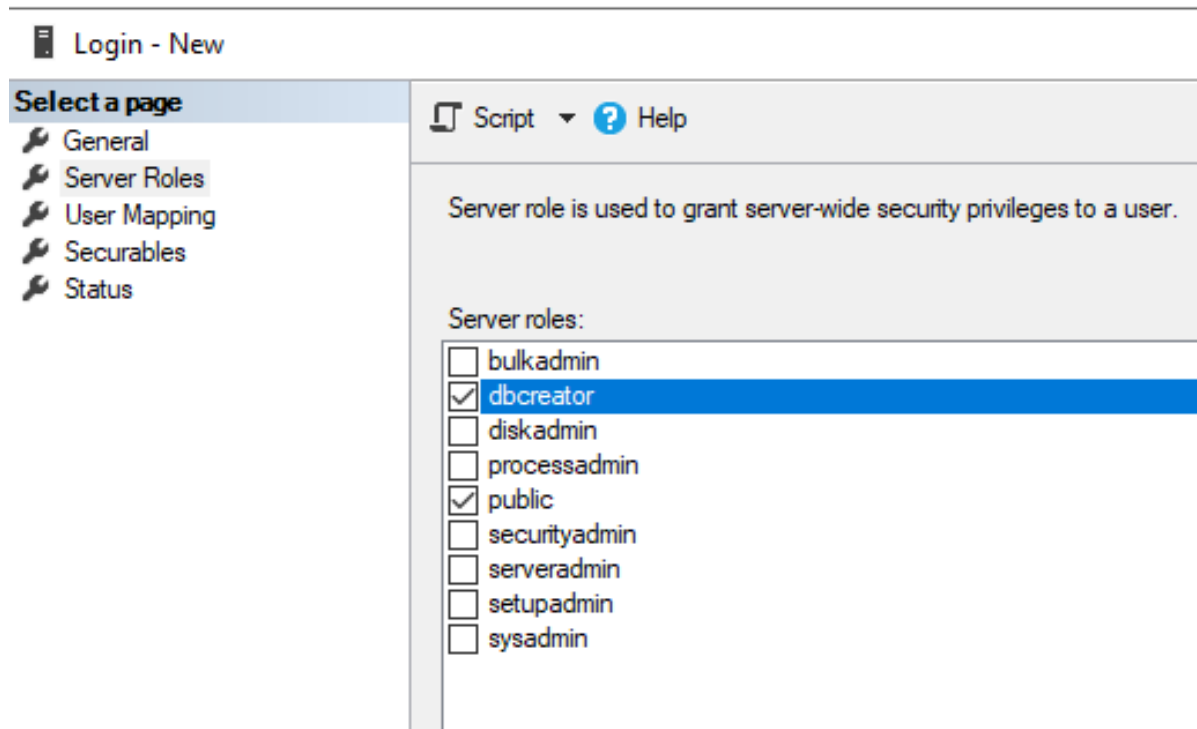 Login - New
Select a page
General
Server Roles
User Mapping
Securables
Status
Script
Help
Server role is used to grant server-wide security privileges to a user.
Server roles:
bulkadmin
dbcreator
diskadmin
processadmin
public
securityadmin
serveradmin
setupadmin
sysadmin